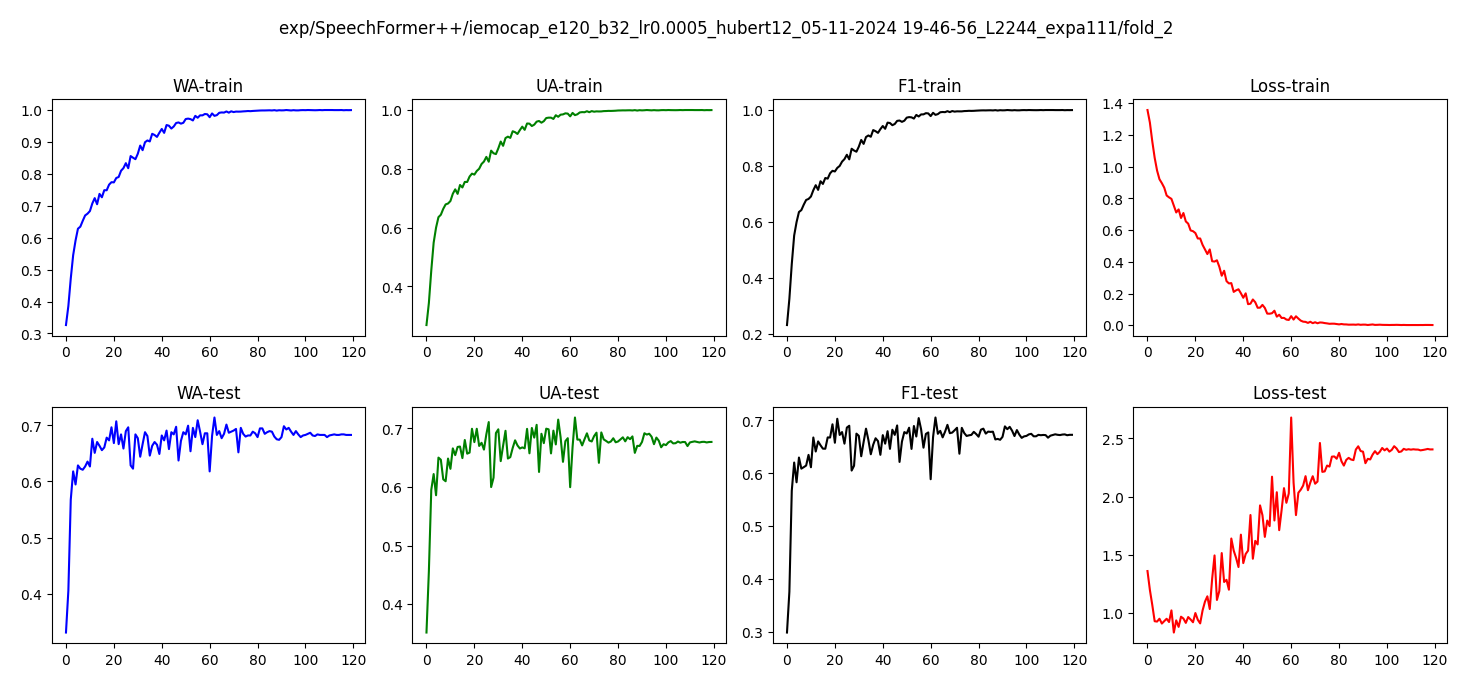 exp/SpeechFormer++/iemocap_e120_b32_lr0.0005_hubert12_05-11-2024 19-46-56_L2244_expa111/fold_2
WA-train
1.0
0.9
0.8
0.7
0.6
0.5
0.4
0.3
0 20 40 60 80 100 120
UA-train
1.0
0.8
0.6
0.4
0 20 40 60 80 100 120
F1-train
1.0
0.8
0.6
0.4
0.2
0 20 40 60 80 100 120
Loss-train
1.4
1.2
1.0
0.8
0.6
0.4
0.2
0.0
0 20 40 60 80 100 120
WA-test
0.7
0.6
0.5
0.4
0 20 40 60 80 100 120
UA-test
0.7
0.6
0.5
0.4
0 20 40 60 80 100 120
F1-test
0.7
0.6
0.5
0.4
0.3
0 20 40 60 80 100 120
Loss-test
2.5
2.0
1.5
1.0
0 20 40 60 80 100 120